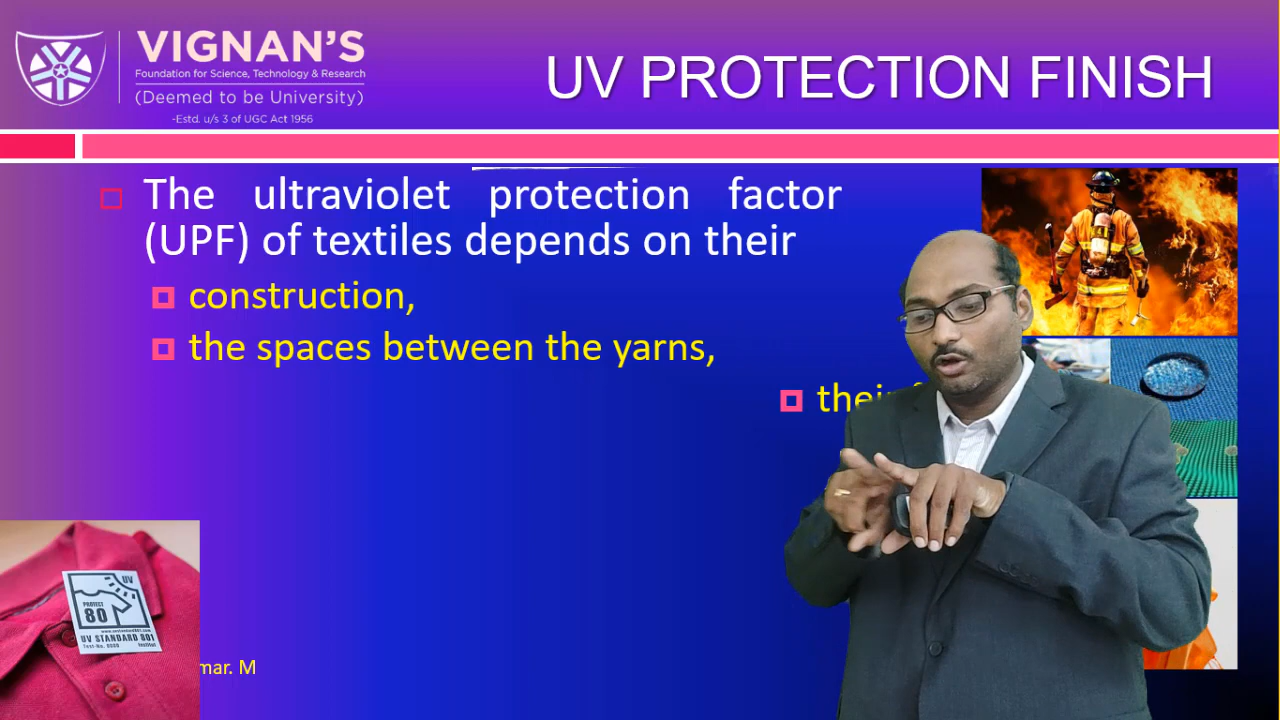 VIGNAN'S
Foundation for Science, Technology & Research
(Deemed to be University)
-Estd. u/s 3 of UGC Act 1956
UV PROTECTION FINISH
The ultraviolet protection factor
(UPF) of textiles depends on their
construction,
the spaces between the yarns,
UV
PROTECT
80
UV STANDARD 801
mar. M